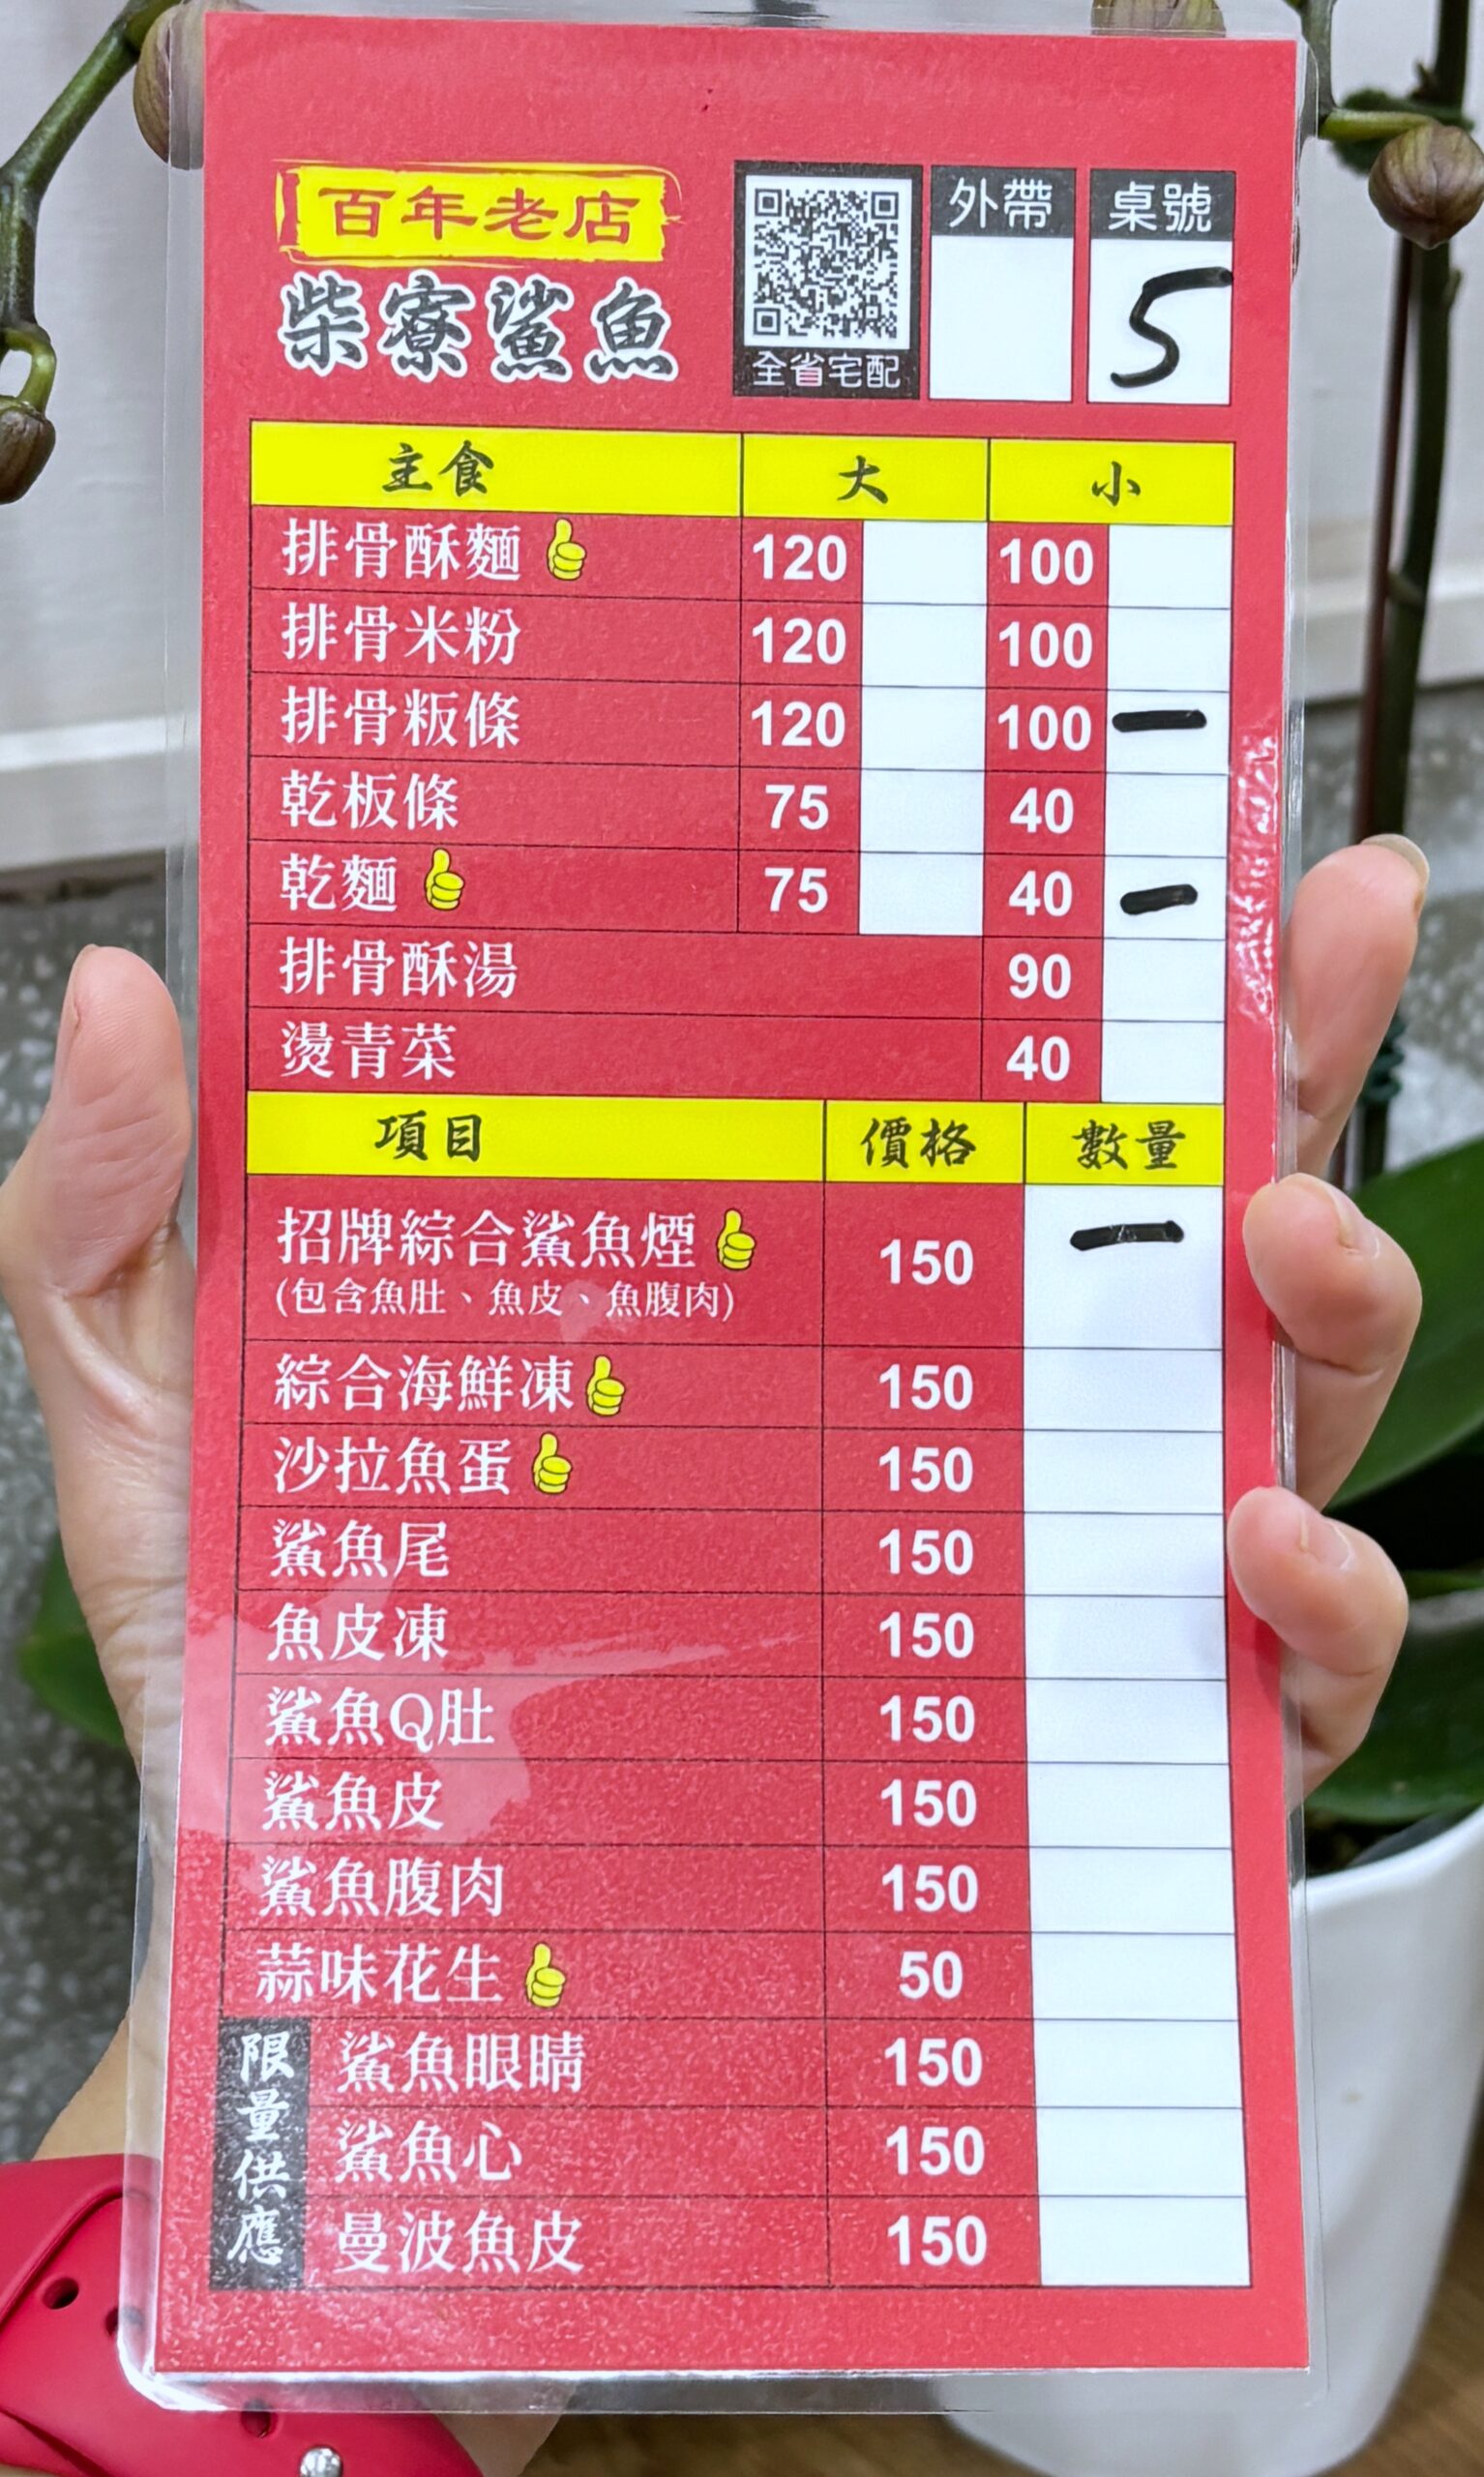 百年老店
柴寮鯊魚
全省宅配
外帶
桌號
5
主食 大 小
排骨酥麵 120 100
排骨米粉 120 100
排骨粄條 120 100 一
乾板條 75 40
乾麵 75 40 一
排骨酥湯 90
燙青菜 40
項目 價格 數量
招牌綜合鯊魚煙 150 一
(包含魚肚、魚皮、魚腹肉)
綜合海鮮凍 150
沙拉魚蛋 150
鯊魚尾 150
魚皮凍 150
鯊魚Q肚 150
鯊魚皮 150
鯊魚腹肉 150
蒜味花生 50
限量供應
鯊魚眼睛 150
鯊魚心 150
曼波魚皮 150